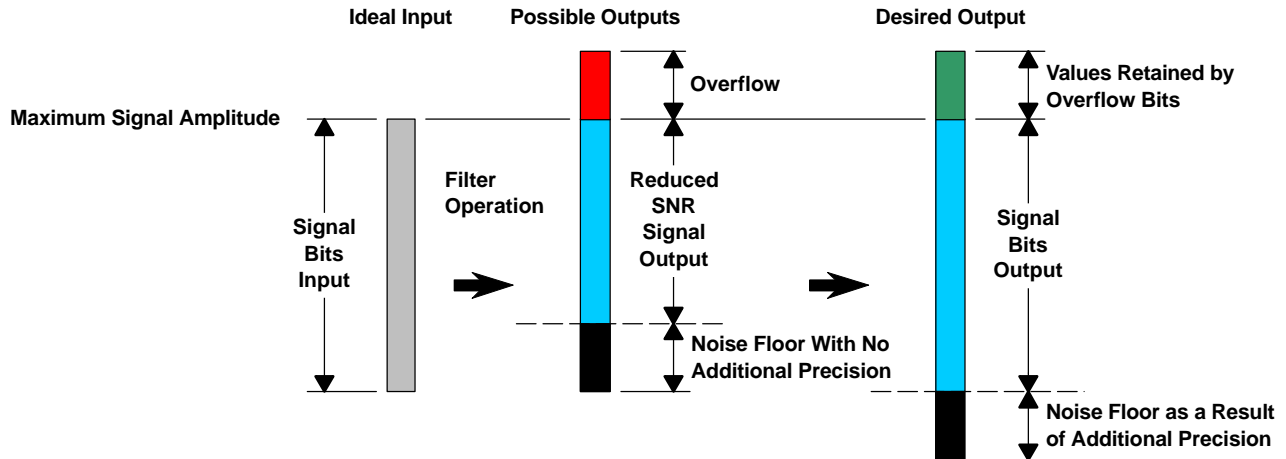 Ideal Input
Possible Outputs
Desired Output
Overflow
Values Retained by
Overflow Bits
Maximum Signal Amplitude
Filter
Operation
Signal
Bits
Input
Reduced
SNR
Signal
Output
Signal
Bits
Output
Noise Floor With No
Additional Precision
Noise Floor as a Result
of Additional Precision